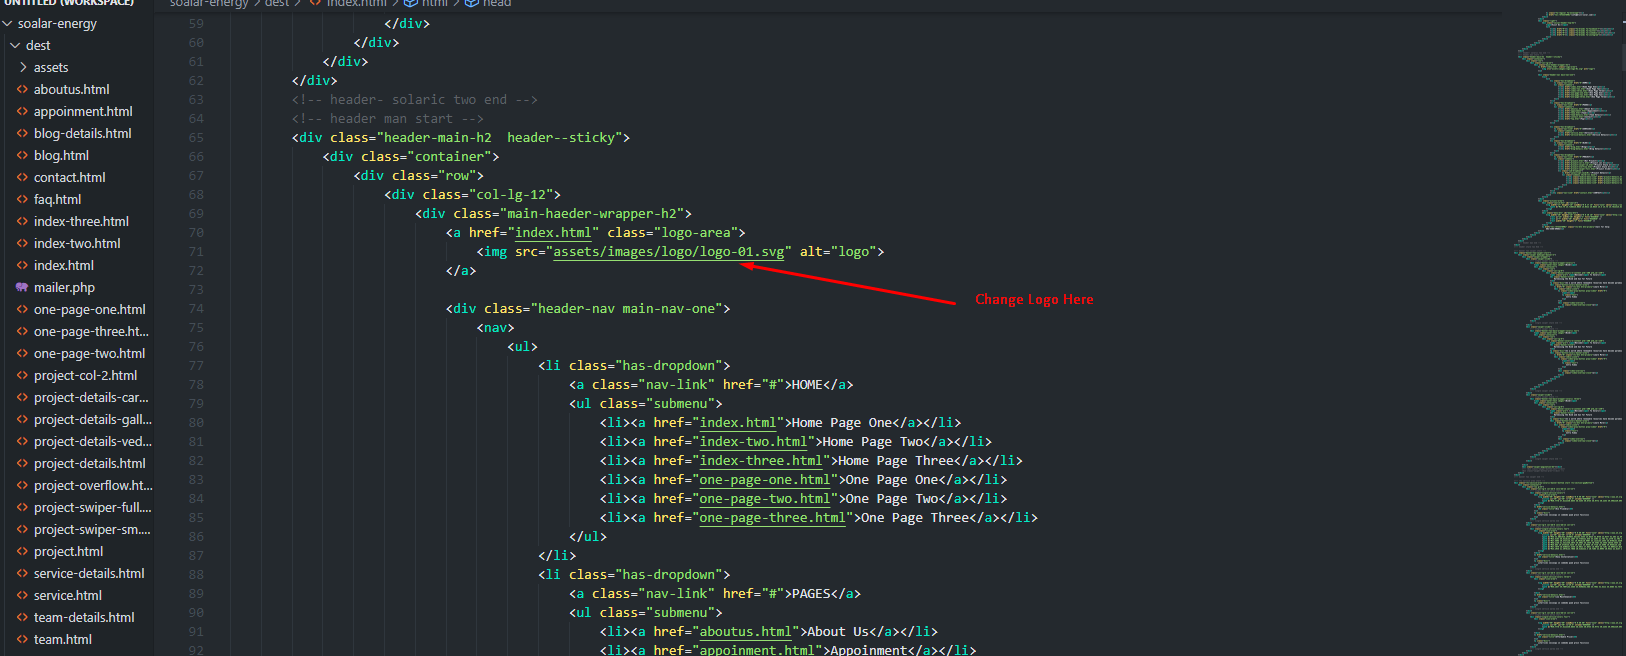 UNTITLED (WORKSPACE)
soalar-energy
dest
assets
aboutus.html
appoinment.html
blog-details.html
blog.html
contact.html
faq.html
index-three.html
index-two.html
index.html
mailer.php
one-page-one.html
one-page-three.ht...
one-page-two.html
project-col-2.html
project-details-car...
project-details-gall...
project-details-ved...
project-details.html
project-overflow.ht...
project-swiper-full....
project-swiper-sm....
project.html
service-details.html
service.html
team-details.html
team.html
soalar-energy > dest > <> index.html > html > head
59 </div>
60 </div>
61 </div>
62 </div>
63 <!-- header- solaric two end -->
64 <!-- header man start -->
65 <div class="header-main-h2  header--sticky">
66 <div class="container">
67 <div class="row">
68 <div class="col-lg-12">
69 <div class="main-haeder-wrapper-h2">
70 <a href="index.html" class="logo-area">
71 <img src="assets/images/logo/logo-01.svg" alt="logo">
72 </a>
73
Change Logo Here
74 <div class="header-nav main-nav-one">
75 <nav>
76 <ul>
77 <li class="has-dropdown">
78 <a class="nav-link" href="#">HOME</a>
79 <ul class="submenu">
80 <li><a href="index.html">Home Page One</a></li>
81 <li><a href="index-two.html">Home Page Two</a></li>
82 <li><a href="index-three.html">Home Page Three</a></li>
83 <li><a href="one-page-one.html">One Page One</a></li>
84 <li><a href="one-page-two.html">One Page Two</a></li>
85 <li><a href="one-page-three.html">One Page Three</a></li>
86 </ul>
87 </li>
88 <li class="has-dropdown">
89 <a class="nav-link" href="#">PAGES</a>
90 <ul class="submenu">
91 <li><a href="aboutus.html">About Us</a></li>
92 <li><a href="appoinment.html">Appoinment</a></li>